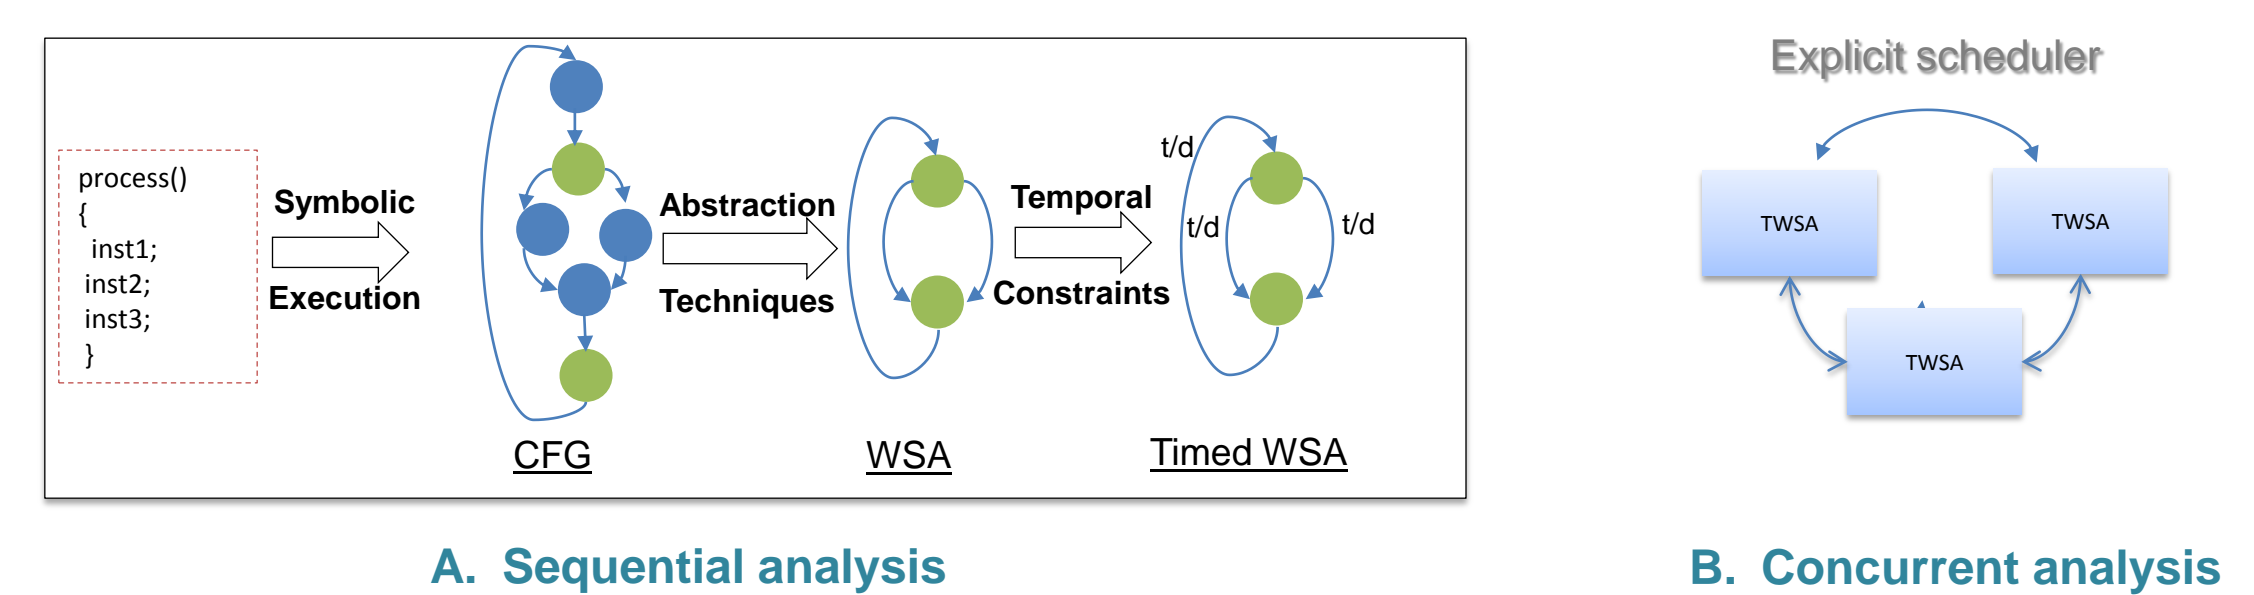 process()
{
inst1;
inst2;
inst3;
}
Symbolic
Execution
CFG
Abstraction
Techniques
WSA
Temporal
Constraints
t/d
t/d
t/d
Timed WSA
A. Sequential analysis
Explicit scheduler
TWSA
TWSA
TWSA
B. Concurrent analysis